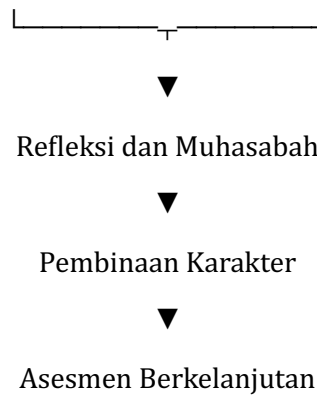 Refleksi dan Muhasabah
Pembinaan Karakter
Asesmen Berkelanjutan